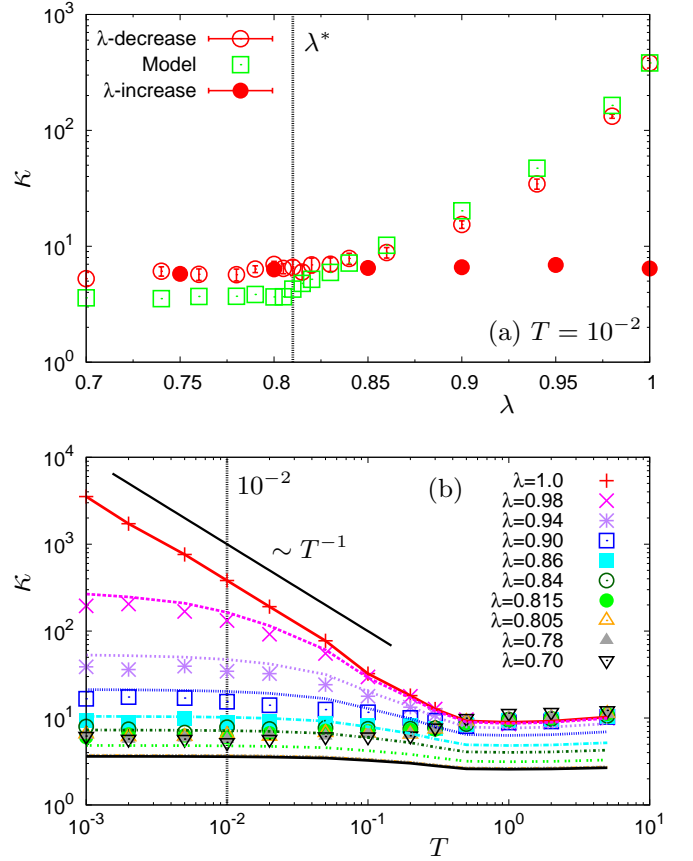 10³
10²
10¹
10⁰
κ
λ-decrease
Model
λ-increase
λ*
(a) T = 10⁻²
0.7 0.75 0.8 0.85 0.9 0.95 1
λ
10⁴
10³
10²
10¹
10⁰
κ
10⁻²
(b)
∼ T⁻¹
λ=1.0
λ=0.98
λ=0.94
λ=0.90
λ=0.86
λ=0.84
λ=0.815
λ=0.805
λ=0.78
λ=0.70
10⁻³ 10⁻² 10⁻¹ 10⁰ 10¹
T